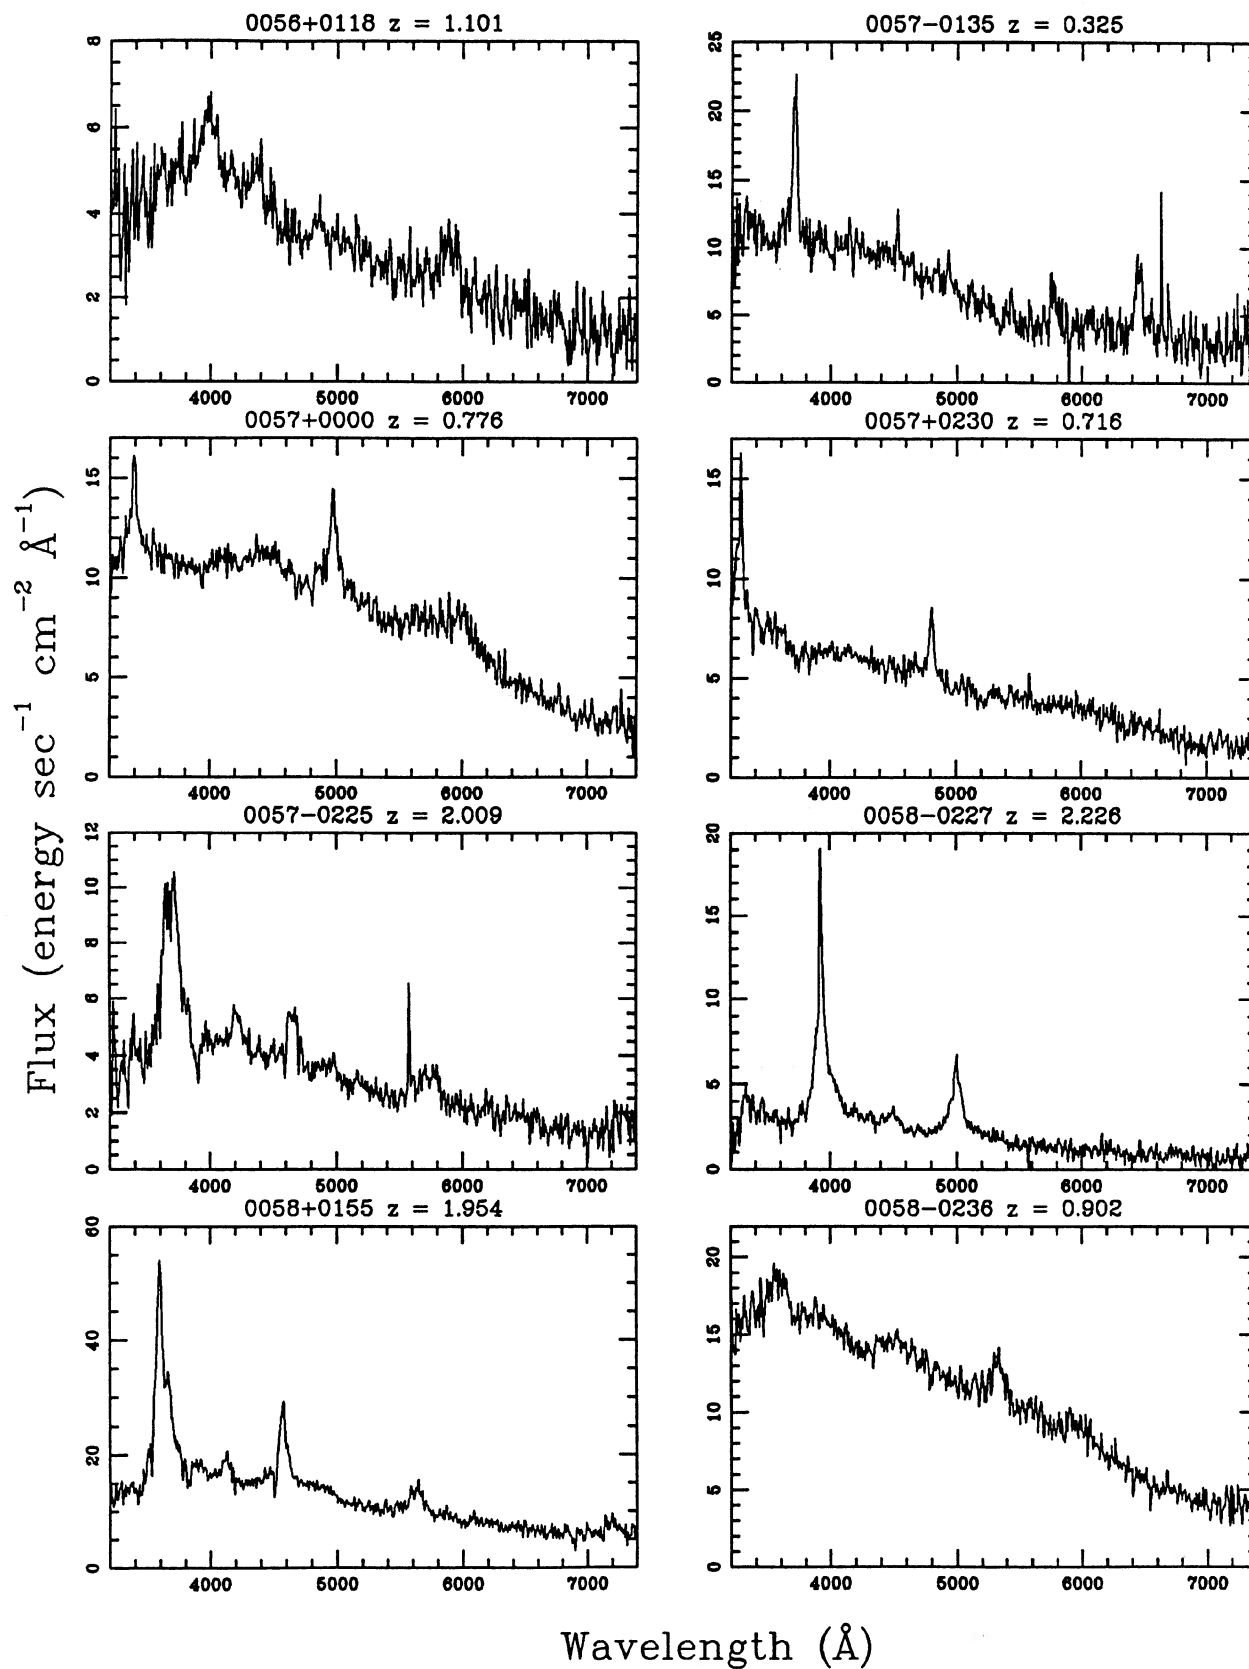 0056+0118 z = 1.101
0 2 4 6 8
4000 5000 6000 7000
0057−0135 z = 0.325
0 5 10 15 20 25
4000 5000 6000 7000
0057+0000 z = 0.776
0 5 10 15
4000 5000 6000 7000
0057+0230 z = 0.716
0 5 10 15
4000 5000 6000 7000
0057−0225 z = 2.009
0 2 4 6 8 10 12
4000 5000 6000 7000
0058−0227 z = 2.226
0 5 10 15 20
4000 5000 6000 7000
0058+0155 z = 1.954
0 20 40 60
4000 5000 6000 7000
0058−0236 z = 0.902
0 5 10 15 20
4000 5000 6000 7000
Flux (energy sec⁻¹ cm⁻² Å⁻¹)
Wavelength (Å)